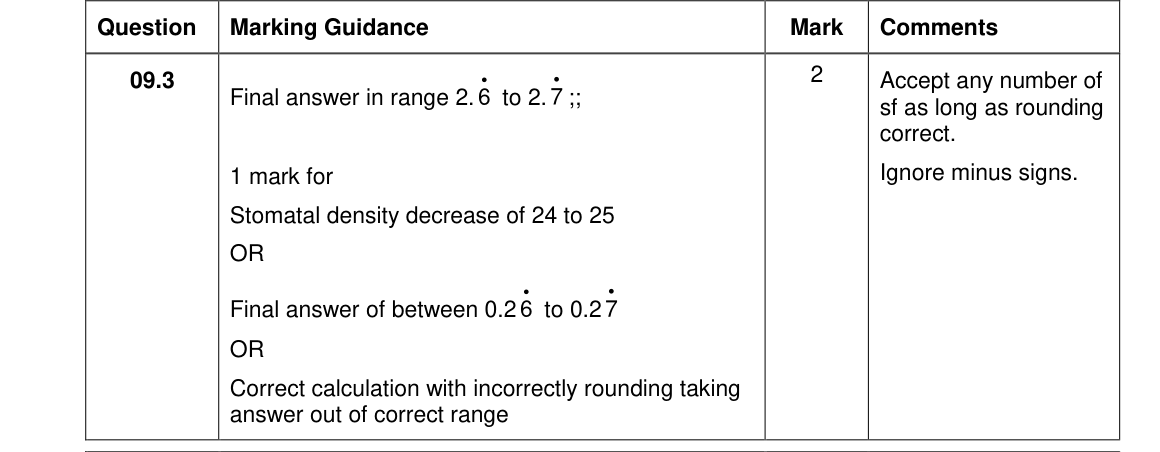 Question Marking Guidance Mark Comments
09.3
Final answer in range 2.6̇ to 2.7̇ ;;
1 mark for
Stomatal density decrease of 24 to 25
OR
Final answer of between 0.26̇ to 0.27̇
OR
Correct calculation with incorrectly rounding taking
answer out of correct range
2
Accept any number of
sf as long as rounding
correct.
Ignore minus signs.